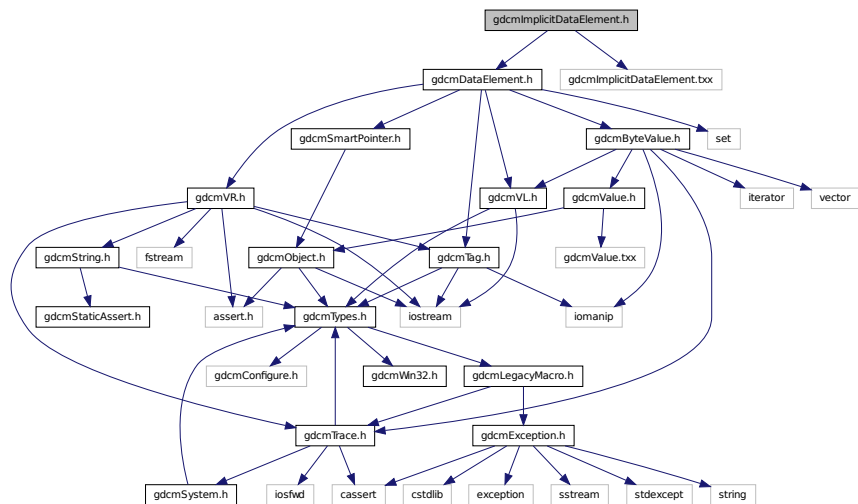 gdcmImplicitDataElement.h
gdcmDataElement.h
gdcmImplicitDataElement.txx
gdcmSmartPointer.h
gdcmByteValue.h
set
gdcmVR.h
gdcmVL.h
gdcmValue.h
iterator
vector
gdcmString.h
fstream
gdcmObject.h
gdcmTag.h
gdcmValue.txx
gdcmStaticAssert.h
assert.h
gdcmTypes.h
iostream
iomanip
gdcmConfigure.h
gdcmWin32.h
gdcmLegacyMacro.h
gdcmTrace.h
gdcmException.h
gdcmSystem.h
iosfwd
cassert
cstdlib
exception
sstream
stdexcept
string